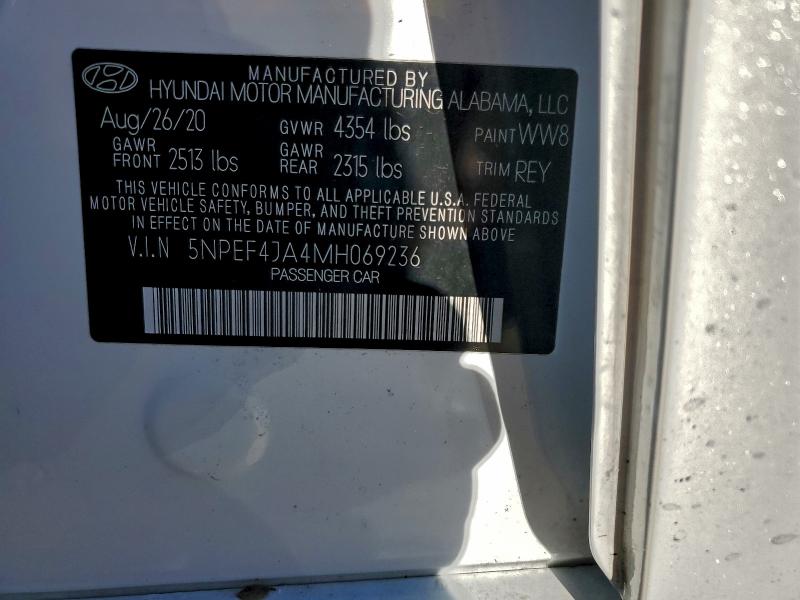 MANUFACTURED BY
HYUNDAI MOTOR MANUFACTURING ALABAMA, LLC
Aug/26/20 GVWR 4354 lbs PAINT WW8
GAWR FRONT 2513 lbs GAWR REAR 2315 lbs TRIM REY
THIS VEHICLE CONFORMS TO ALL APPLICABLE U.S.A. FEDERAL
MOTOR VEHICLE SAFETY, BUMPER, AND THEFT PREVENTION STANDARDS
IN EFFECT ON THE DATE OF MANUFACTURE SHOWN ABOVE
V.I.N 5NPEF4JA4MH069236
PASSENGER CAR